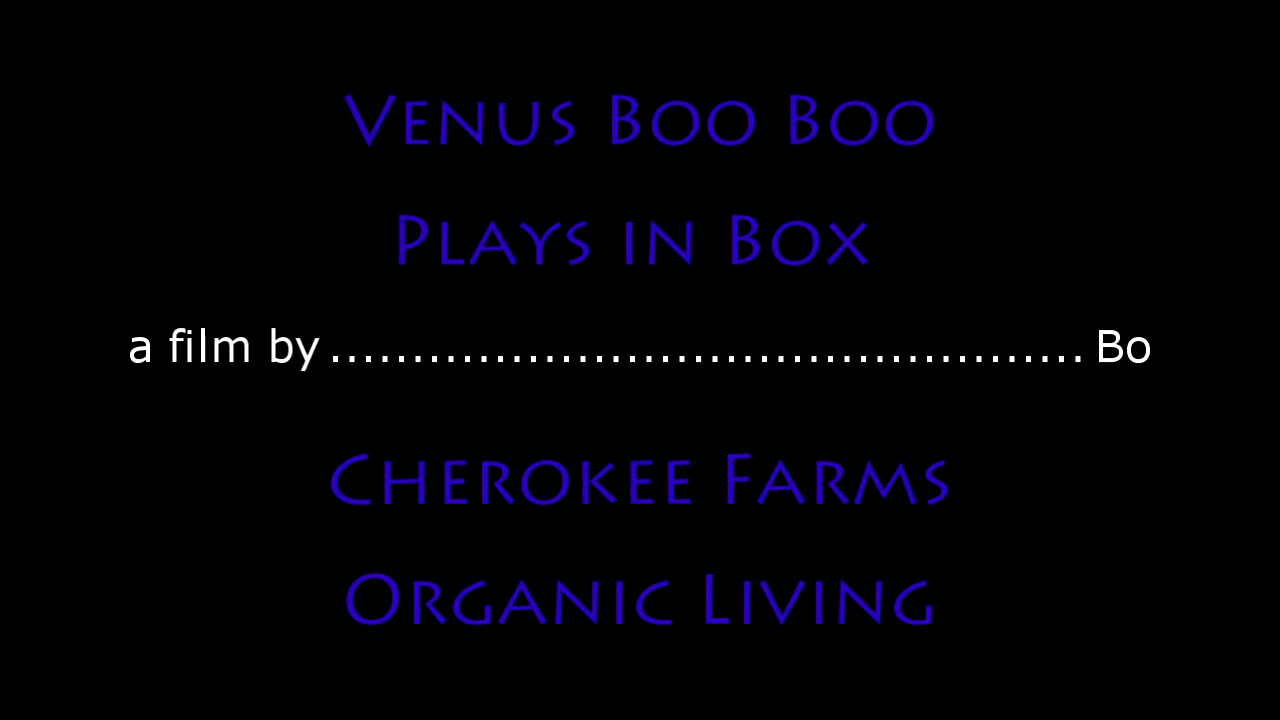 Venus Boo Boo
Plays in Box
a film by .................................... Bo
Cherokee Farms
Organic Living